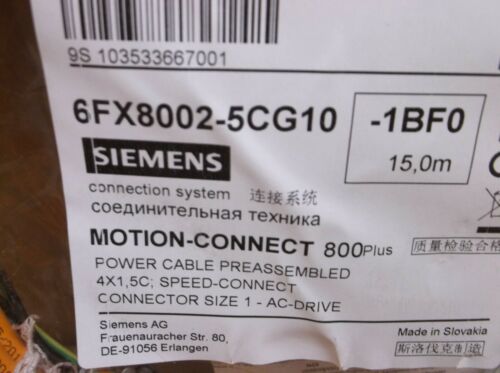 9S 103533667001
6FX8002-5CG10 -1BF0
15,0m
SIEMENS
connection system 连接系统
соединительная техника
MOTION-CONNECT 800Plus 质量检验合格
POWER CABLE PREASSEMBLED
4X1,5C; SPEED-CONNECT
CONNECTOR SIZE 1 - AC-DRIVE
Siemens AG
Frauenauracher Str. 80,
DE-91056 Erlangen
Made in Slovakia
斯洛伐克制造